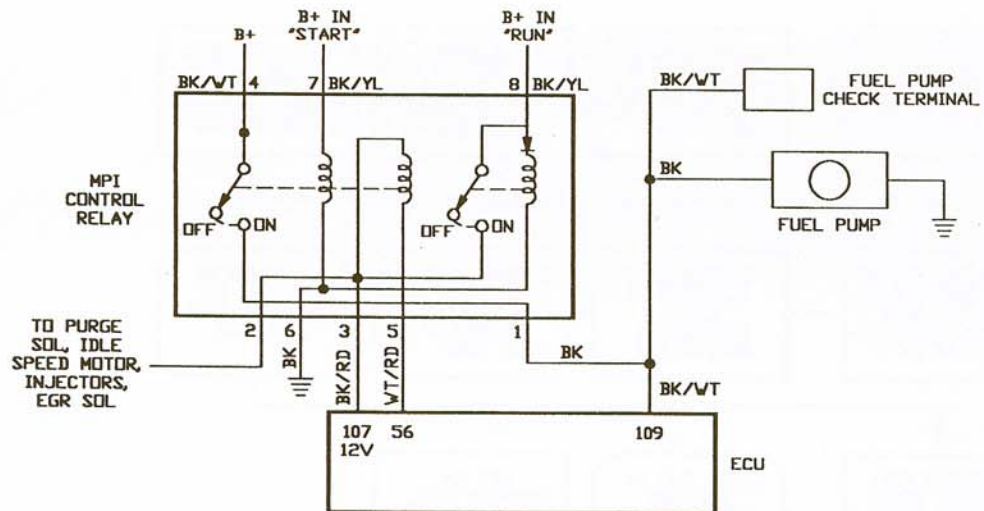 B+
B+ IN
"START"
B+ IN
"RUN"
BK/WT 4
7 BK/YL
8 BK/YL
BK/WT
FUEL PUMP
CHECK TERMINAL
MPI
CONTROL
RELAY
OFF
ON
OFF
ON
BK
FUEL PUMP
2
6
3
5
1
TO PURGE
SOL, IDLE
SPEED MOTOR,
INJECTORS,
EGR SOL
BK
BK/RD
WT/RD
BK
BK/WT
107
12V
56
109
ECU